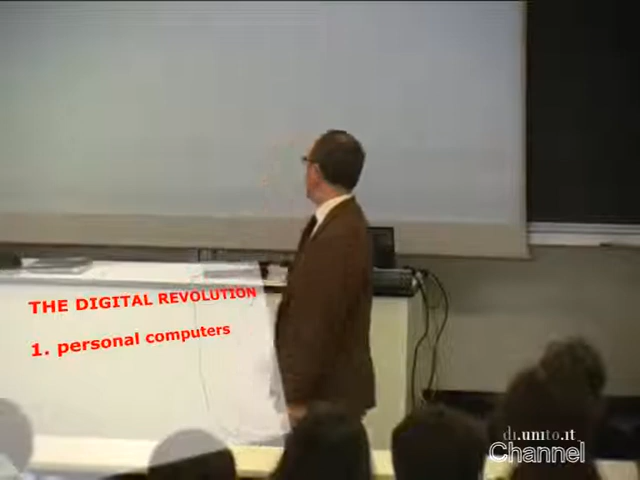 THE DIGITAL REVOLUTION
1. personal computers
di.unito.it
Channel